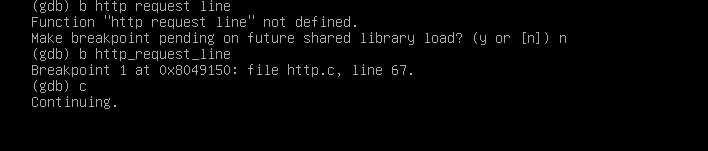 (gdb) b http request line
Function "http request line" not defined.
Make breakpoint pending on future shared library load? (y or [n]) n
(gdb) b http_request_line
Breakpoint 1 at 0x8049150: file http.c, line 67.
(gdb) c
Continuing.